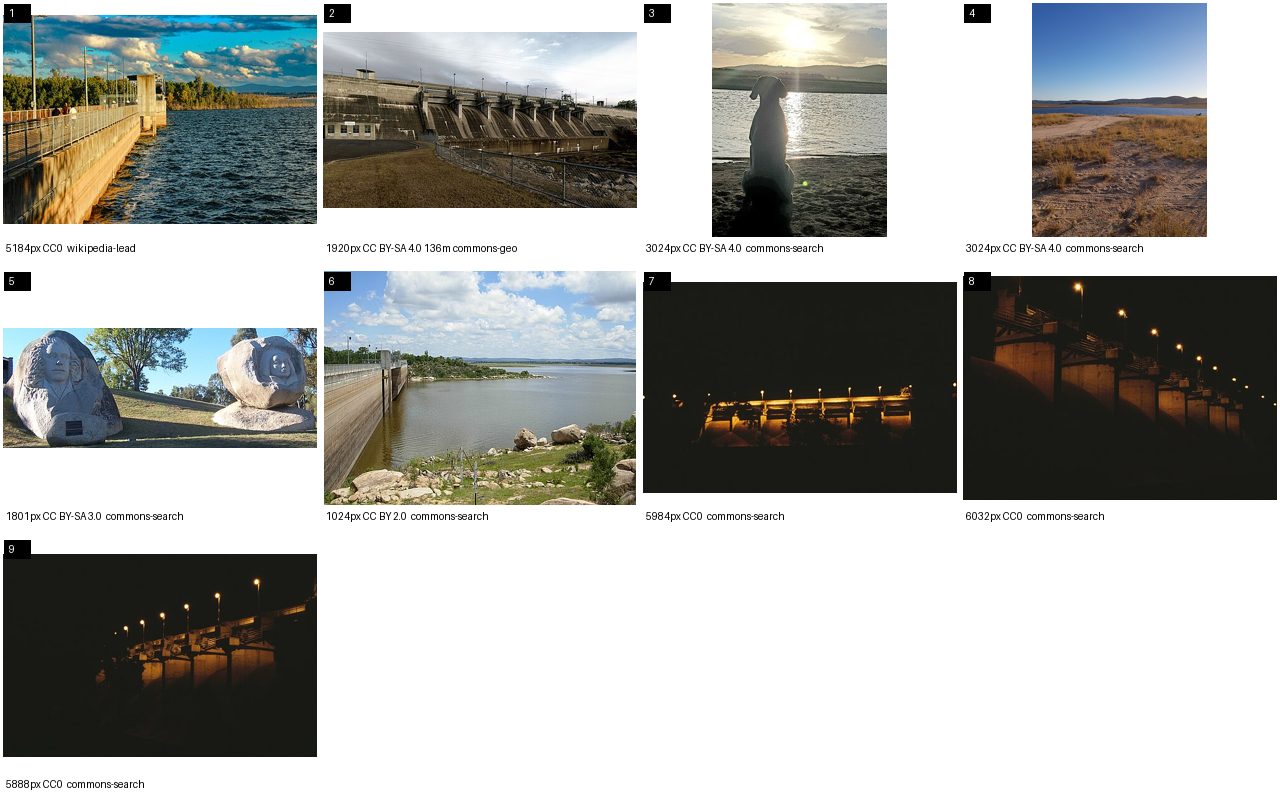 1
2
3
4
5184px CC0 wikipedia-lead
1920px CC BY-SA 4.0 136m commons-geo
3024px CC BY-SA 4.0 commons-search
3024px CC BY-SA 4.0 commons-search
5
6
7
8
1801px CC BY-SA 3.0 commons-search
1024px CC BY 2.0 commons-search
5984px CC0 commons-search
6032px CC0 commons-search
9
5888px CC0 commons-search